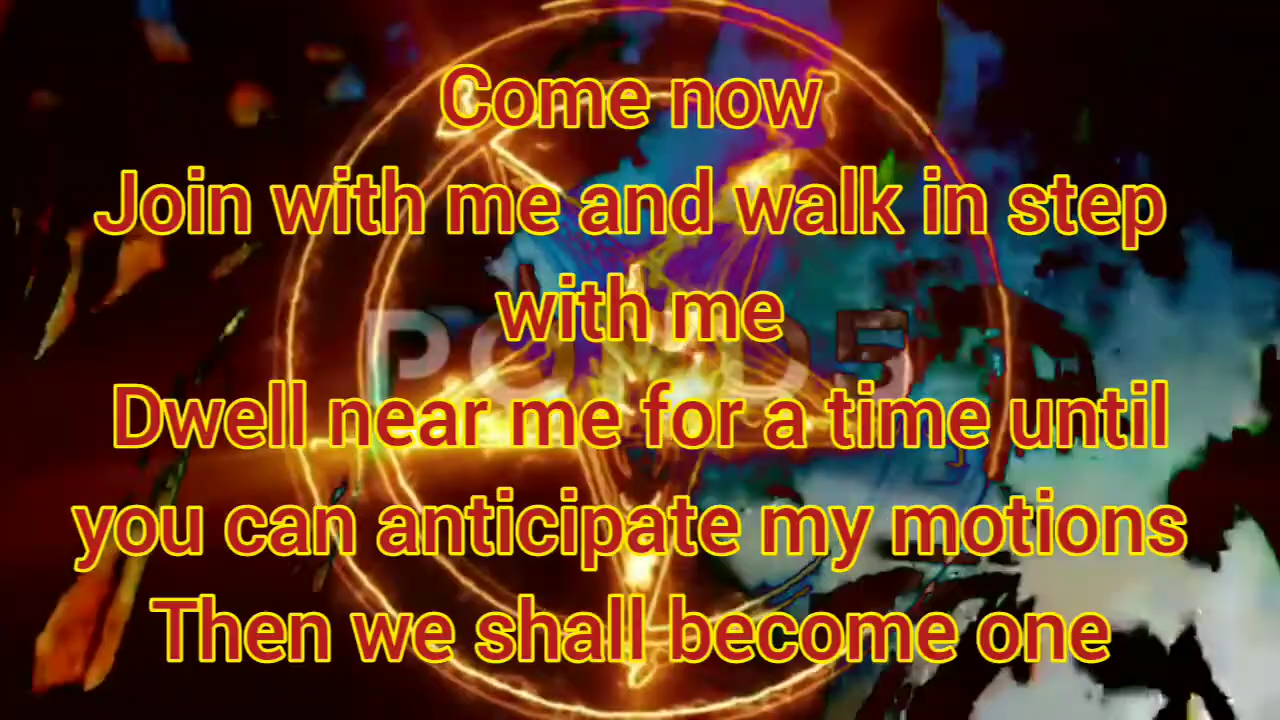 Come now
Join with me and walk in step
with me
POND5
Dwell near me for a time until
you can anticipate my motions
Then we shall become one